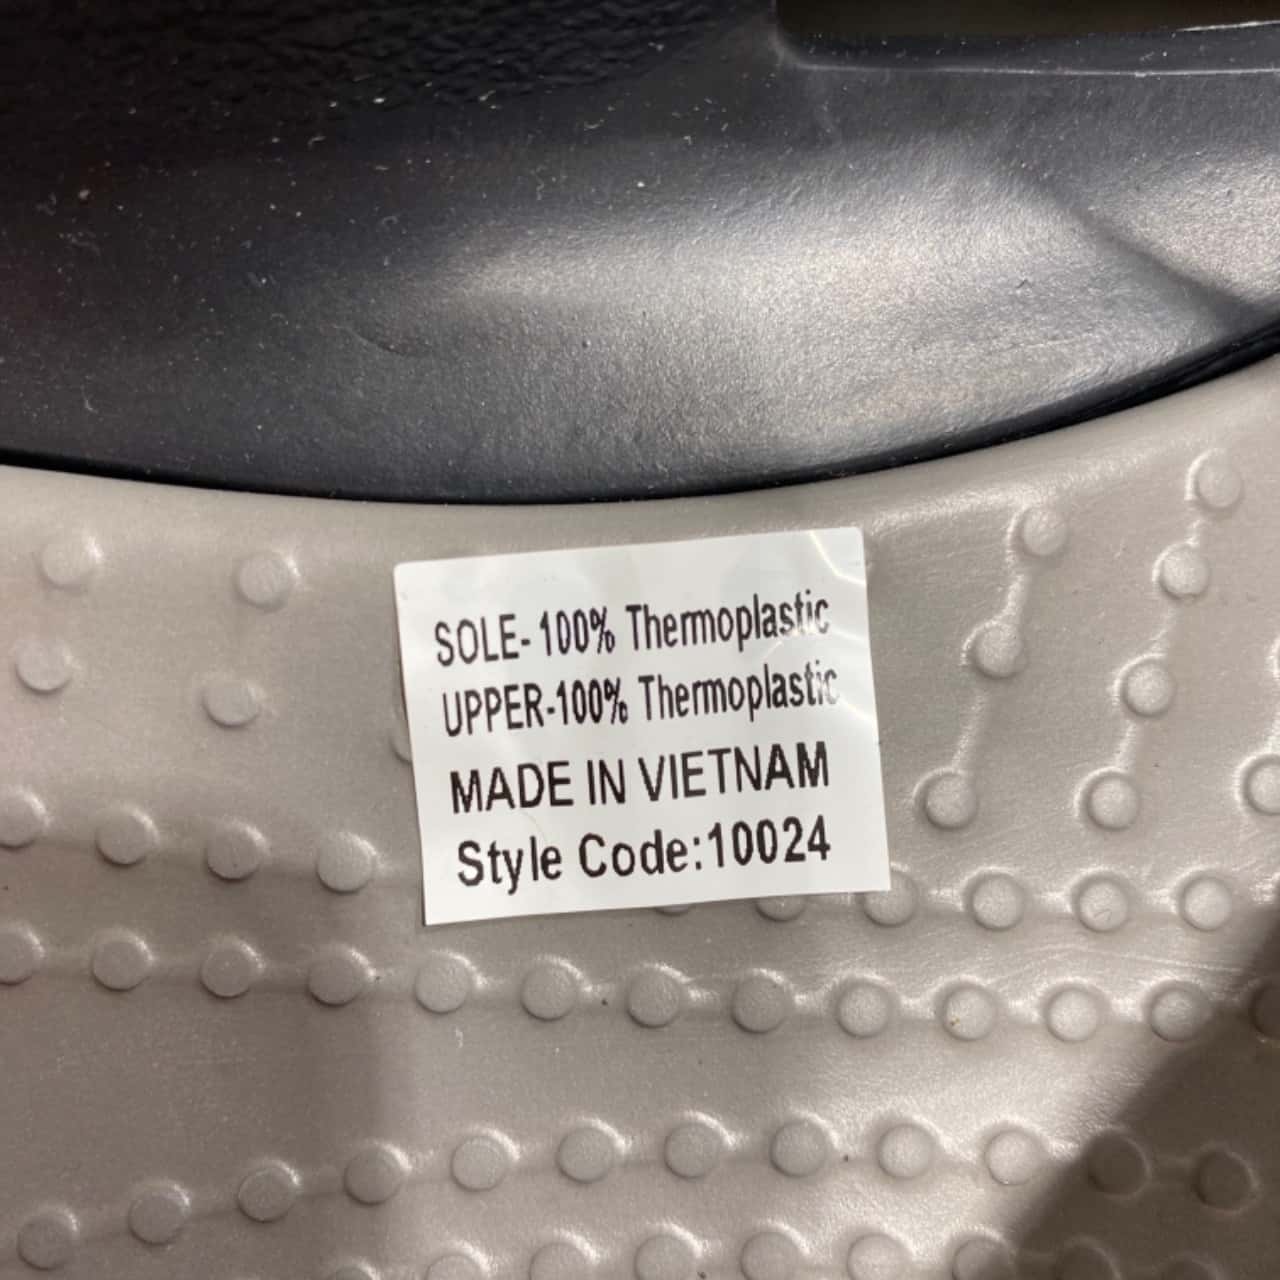 SOLE- 100% Thermoplastic
UPPER-100% Thermoplastic
MADE IN VIETNAM
Style Code:10024